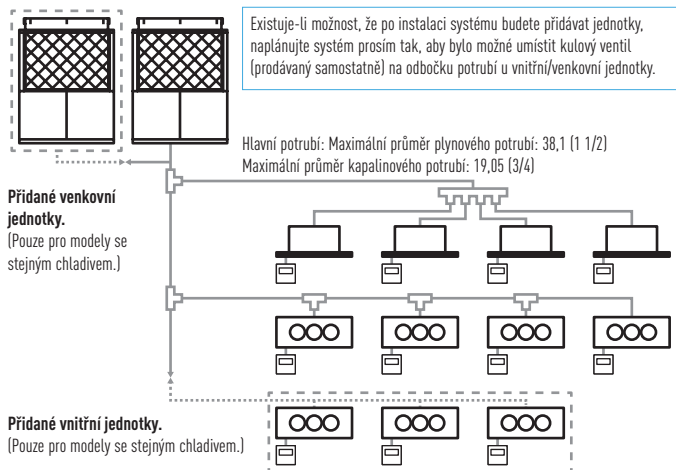 Existuje-li možnost, že po instalaci systému budete přidávat jednotky,
naplánujte systém prosím tak, aby bylo možné umístit kulový ventil
(prodávaný samostatně) na odbočku potrubí u vnitřní/venkovní jednotky.
Hlavní potrubí: Maximální průměr plynového potrubí: 38,1 (1 1/2)
Maximální průměr kapalinového potrubí: 19,05 (3/4)
Přidané venkovní
jednotky.
(Pouze pro modely se
stejným chladivem.)
Přidané vnitřní jednotky.
(Pouze pro modely se stejným chladivem.)